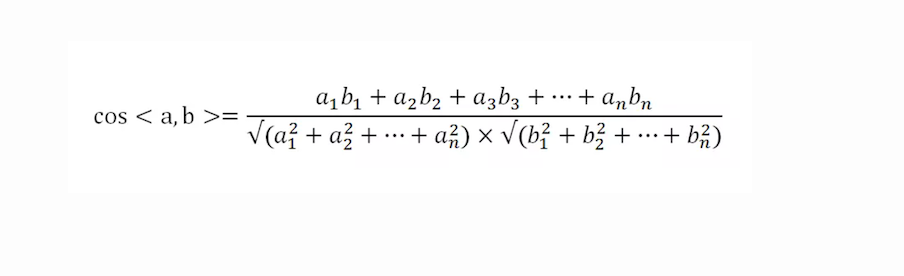 cos < a, b >= a₁b₁ + a₂b₂ + a₃b₃ + ⋯ + aₙbₙ / √(a₁² + a₂² + ⋯ + aₙ²) × √(b₁² + b₂² + ⋯ + bₙ²)